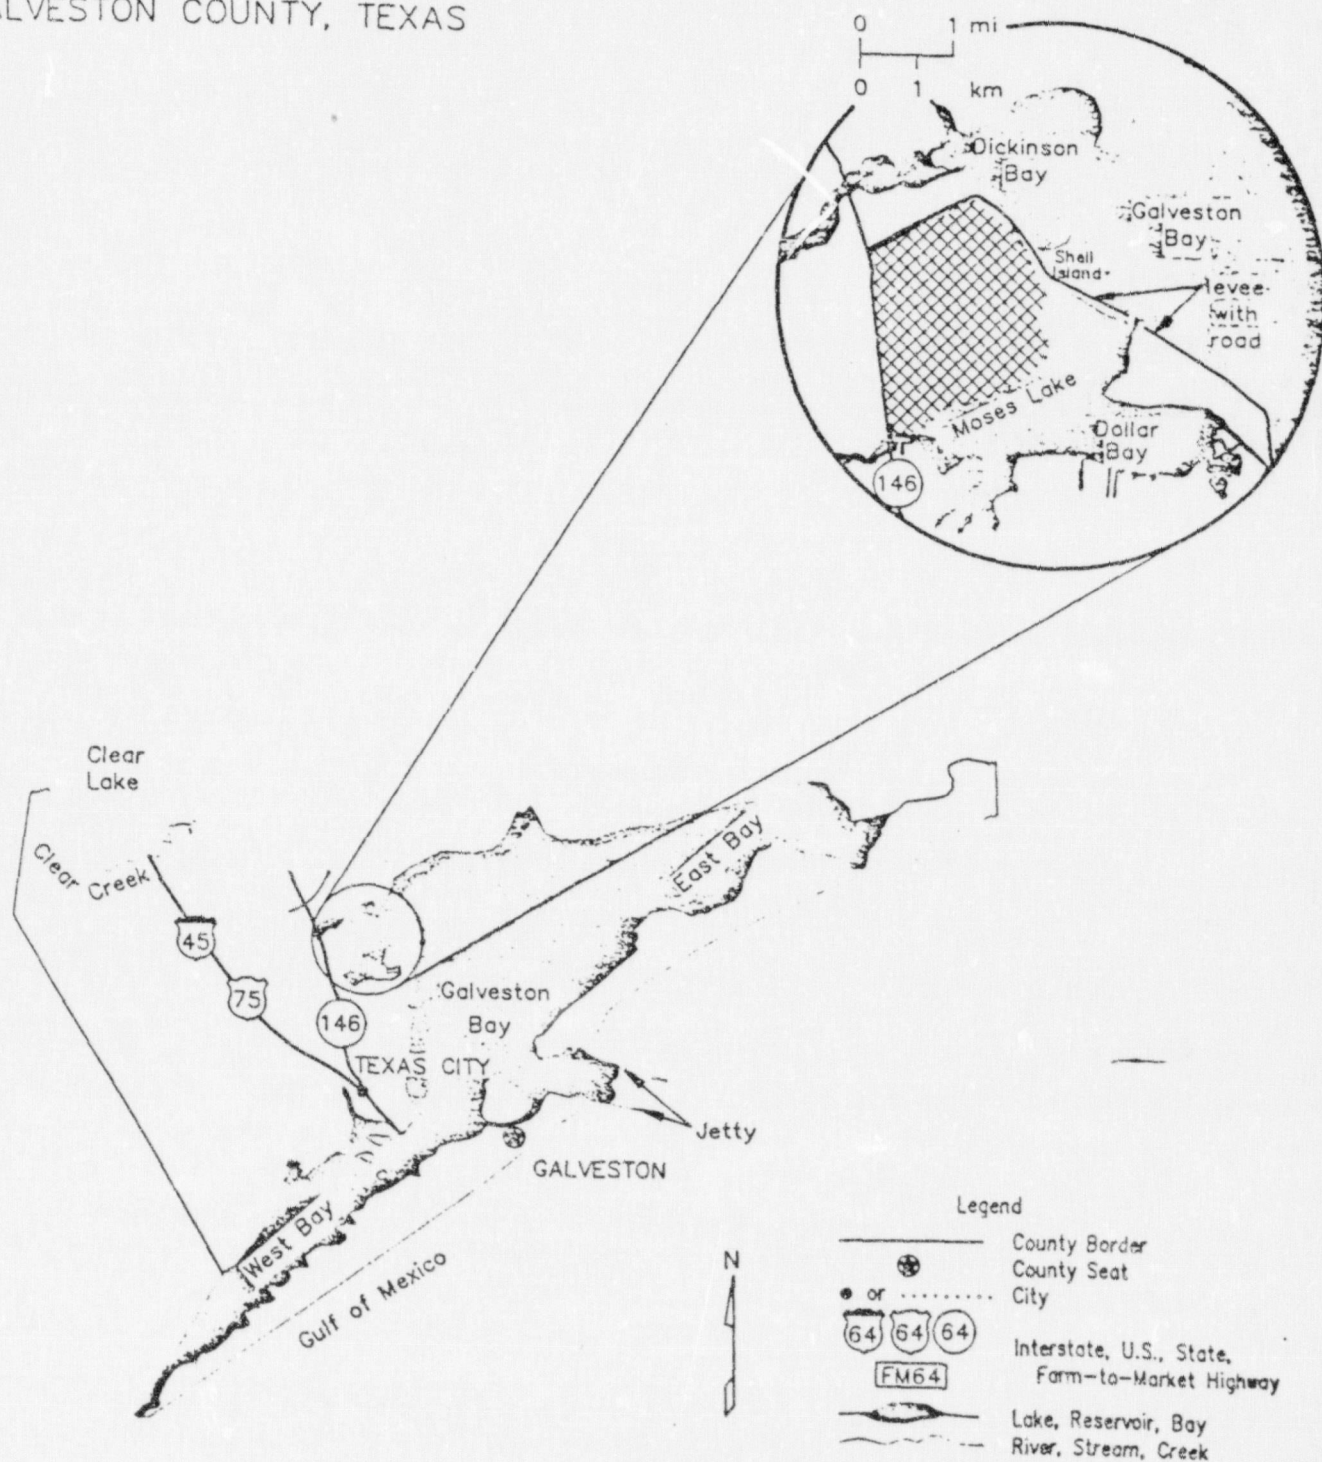 ALVESTON COUNTY, TEXAS
0 1 mi
0 1 km
Dickinson
Bay
Galveston
Bay
Shell
Island
levee
with
road
Moses Lake
Dollar
Bay
146
Clear
Lake
Clear Creek
East Bay
45
75
146
Galveston
Bay
TEXAS CITY
Jetty
GALVESTON
West Bay
Gulf of Mexico
N
Legend
County Border
County Seat
or
City
64 64 64
Interstate, U.S., State,
FM64
Farm-to-Market Highway
Lake, Reservoir, Bay
River, Stream, Creek